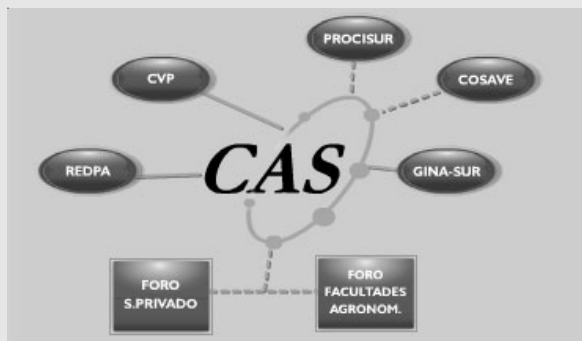 PROCISUR
CVP
COSAVE
REDPA
CAS
GINA-SUR
FORO
S.PRIVADO
FORO
FACULTADES
AGRONOM.